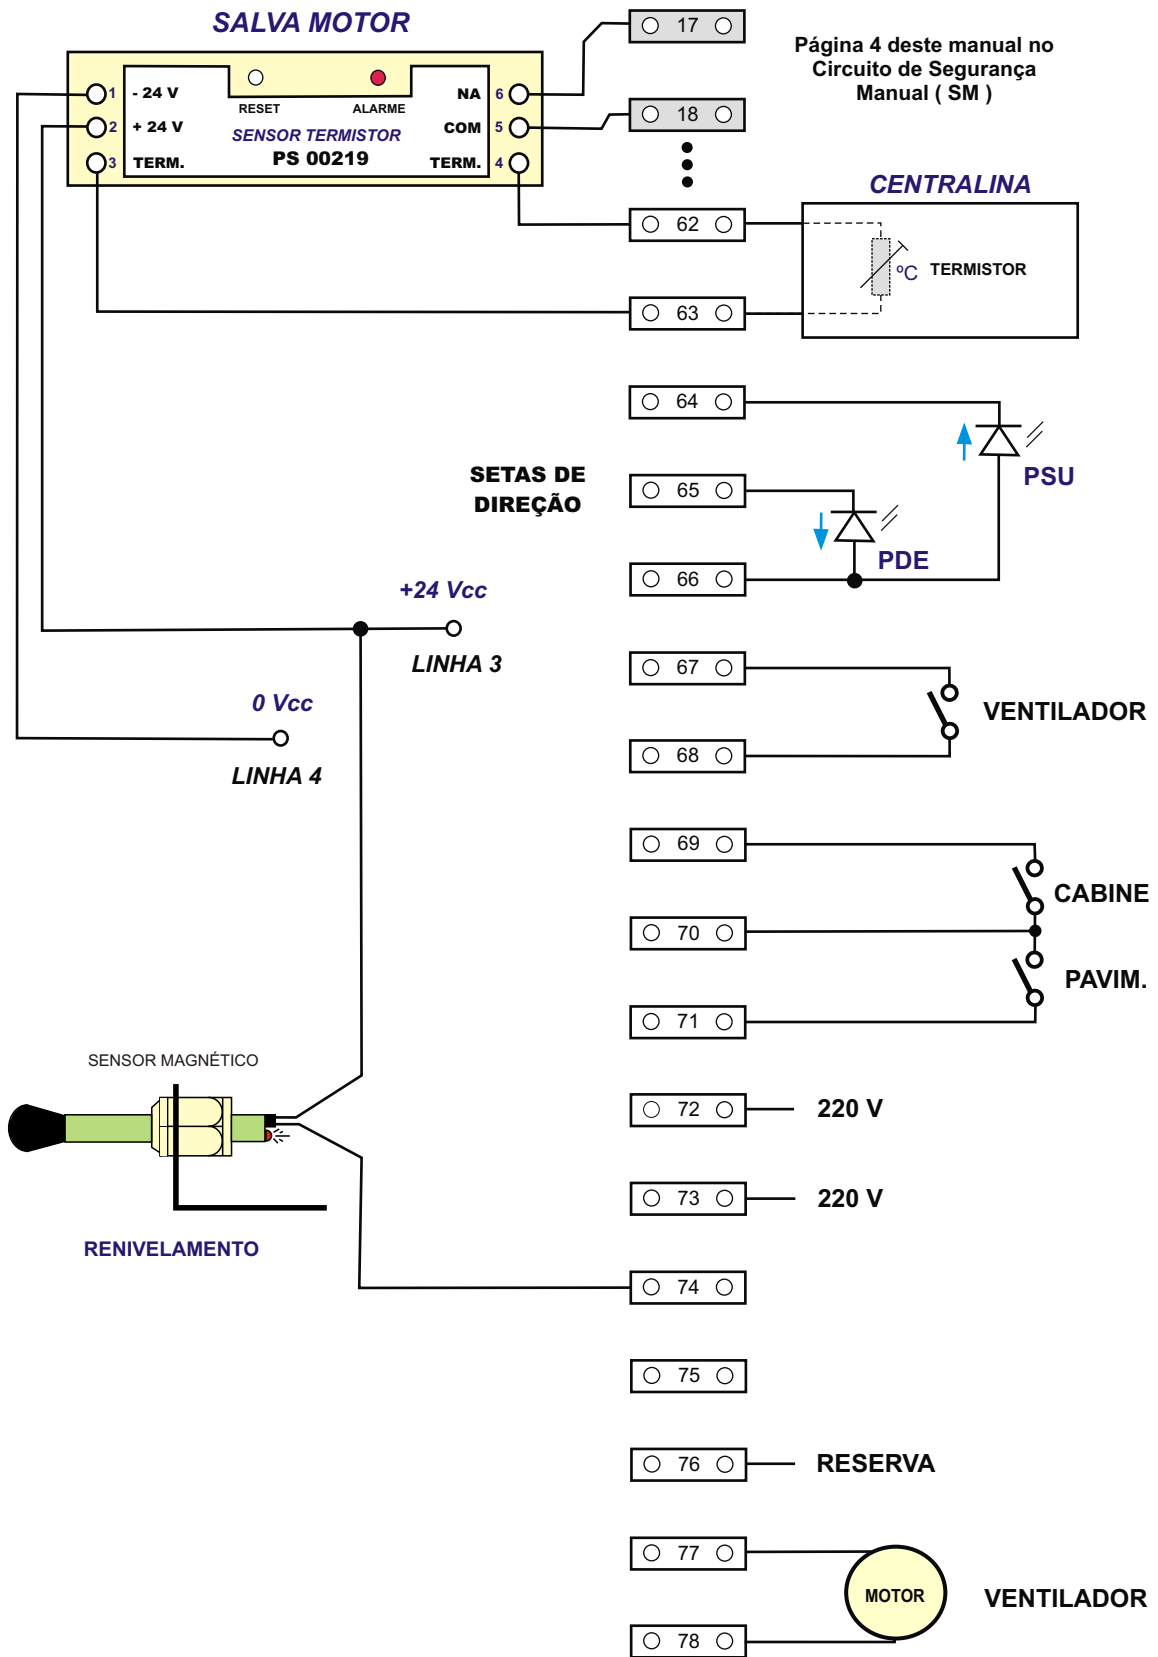 SALVA MOTOR
17
Página 4 deste manual no
Circuito de Segurança
Manual ( SM )
1 - 24 V
RESET
ALARME
NA 6
2 + 24 V
SENSOR TERMISTOR
COM 5
18
3 TERM.
PS 00219
TERM. 4
CENTRALINA
62
ºC TERMISTOR
63
64
PSU
SETAS DE
DIREÇÃO
65
PDE
66
+24 Vcc
LINHA 3
67
VENTILADOR
0 Vcc
68
LINHA 4
69
CABINE
70
PAVIM.
71
SENSOR MAGNÉTICO
72
220 V
73
220 V
RENIVELAMENTO
74
75
76
RESERVA
77
MOTOR
VENTILADOR
78